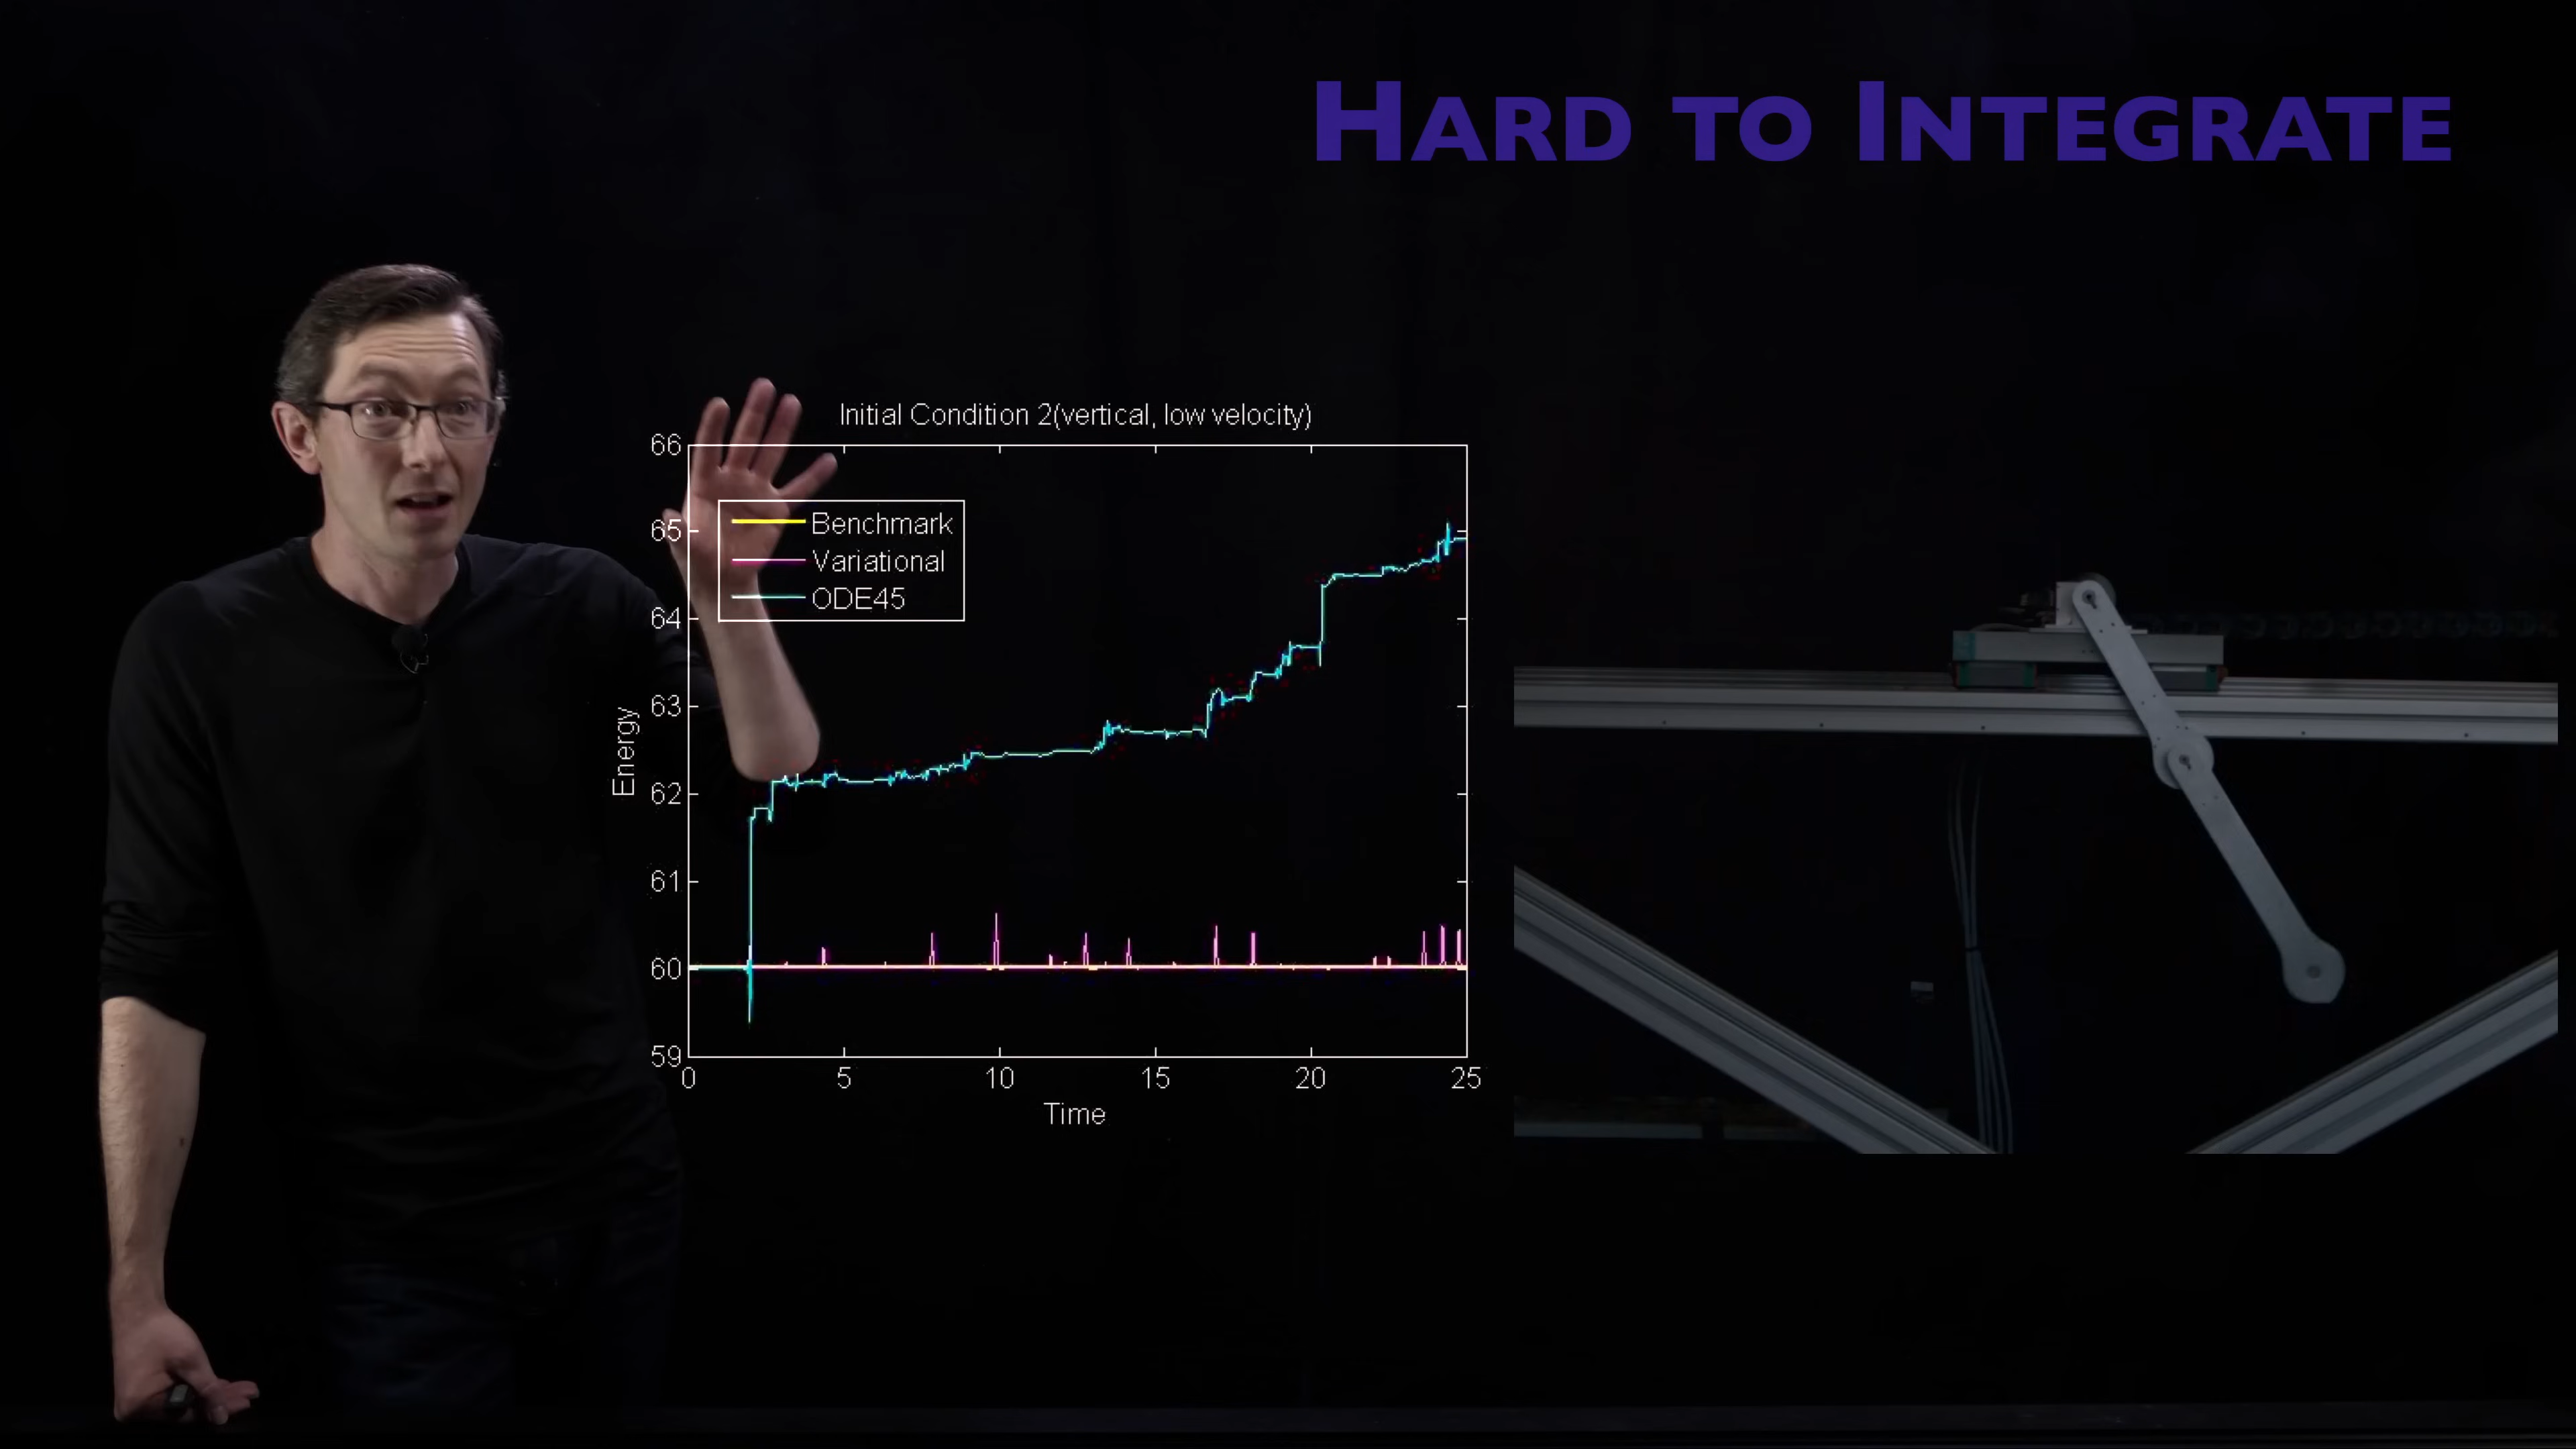 HARD TO INTEGRATE
Initial Condition 2(vertical, low velocity)
66
65
64
63
62
61
60
59
Benchmark
Variational
ODE45
Energy
0 5 10 15 20 25
Time